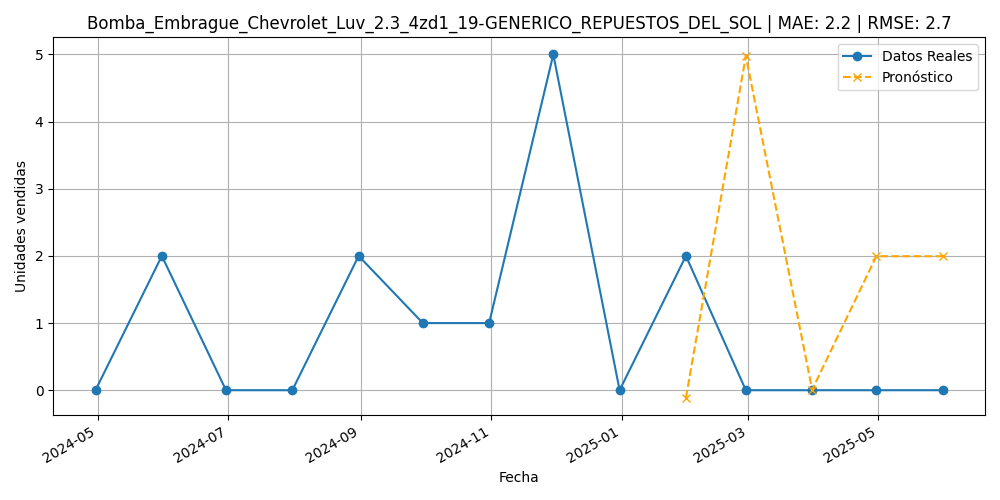 Bomba_Embrague_Chevrolet_Luv_2.3_4zd1_19-GENERICO_REPUESTOS_DEL_SOL | MAE: 2.2 | RMSE: 2.7
Datos Reales
Pronóstico
Unidades vendidas
5
4
3
2
1
0
2024-05
2024-07
2024-09
2024-11
2025-01
2025-03
2025-05
Fecha